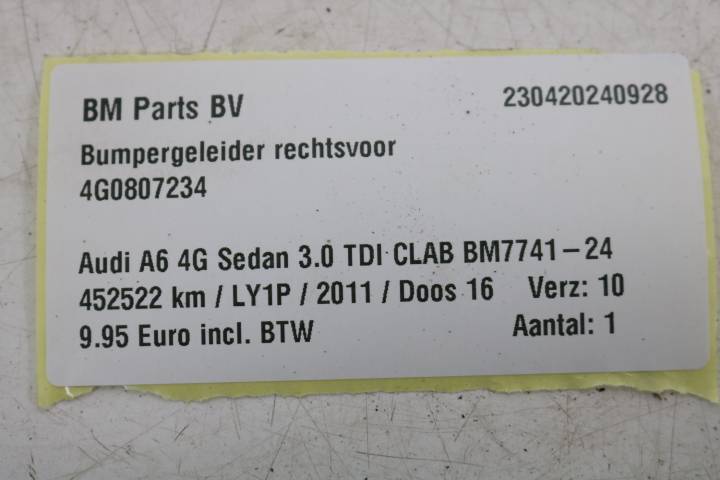 BM Parts BV 230420240928
Bumpergeleider rechtsvoor
4G0807234
Audi A6 4G Sedan 3.0 TDI CLAB BM7741-24
452522 km / LY1P / 2011 / Doos 16 Verz: 10
9.95 Euro incl. BTW Aantal: 1